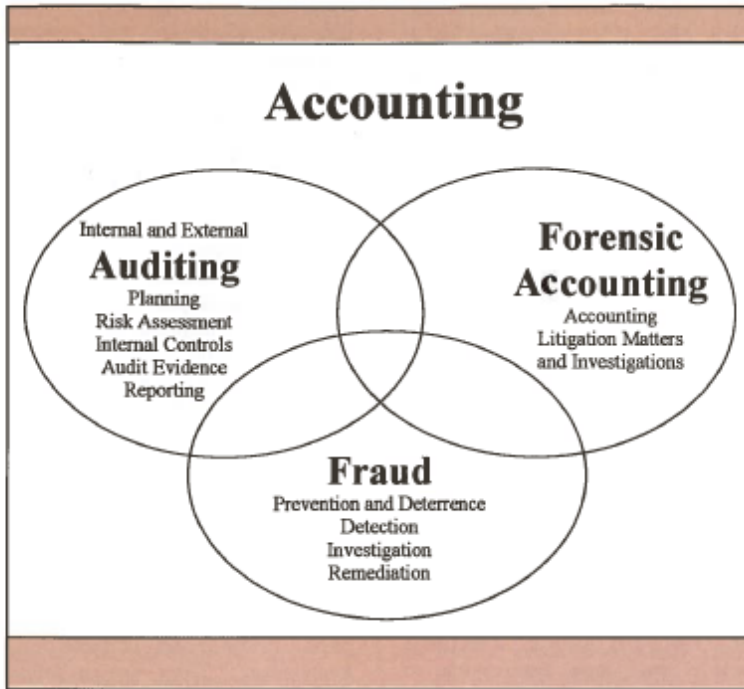 Accounting
Internal and External
Auditing
Planning
Risk Assessment
Internal Controls
Audit Evidence
Reporting
Forensic
Accounting
Accounting
Litigation Matters
and Investigations
Fraud
Prevention and Deterrence
Detection
Investigation
Remediation